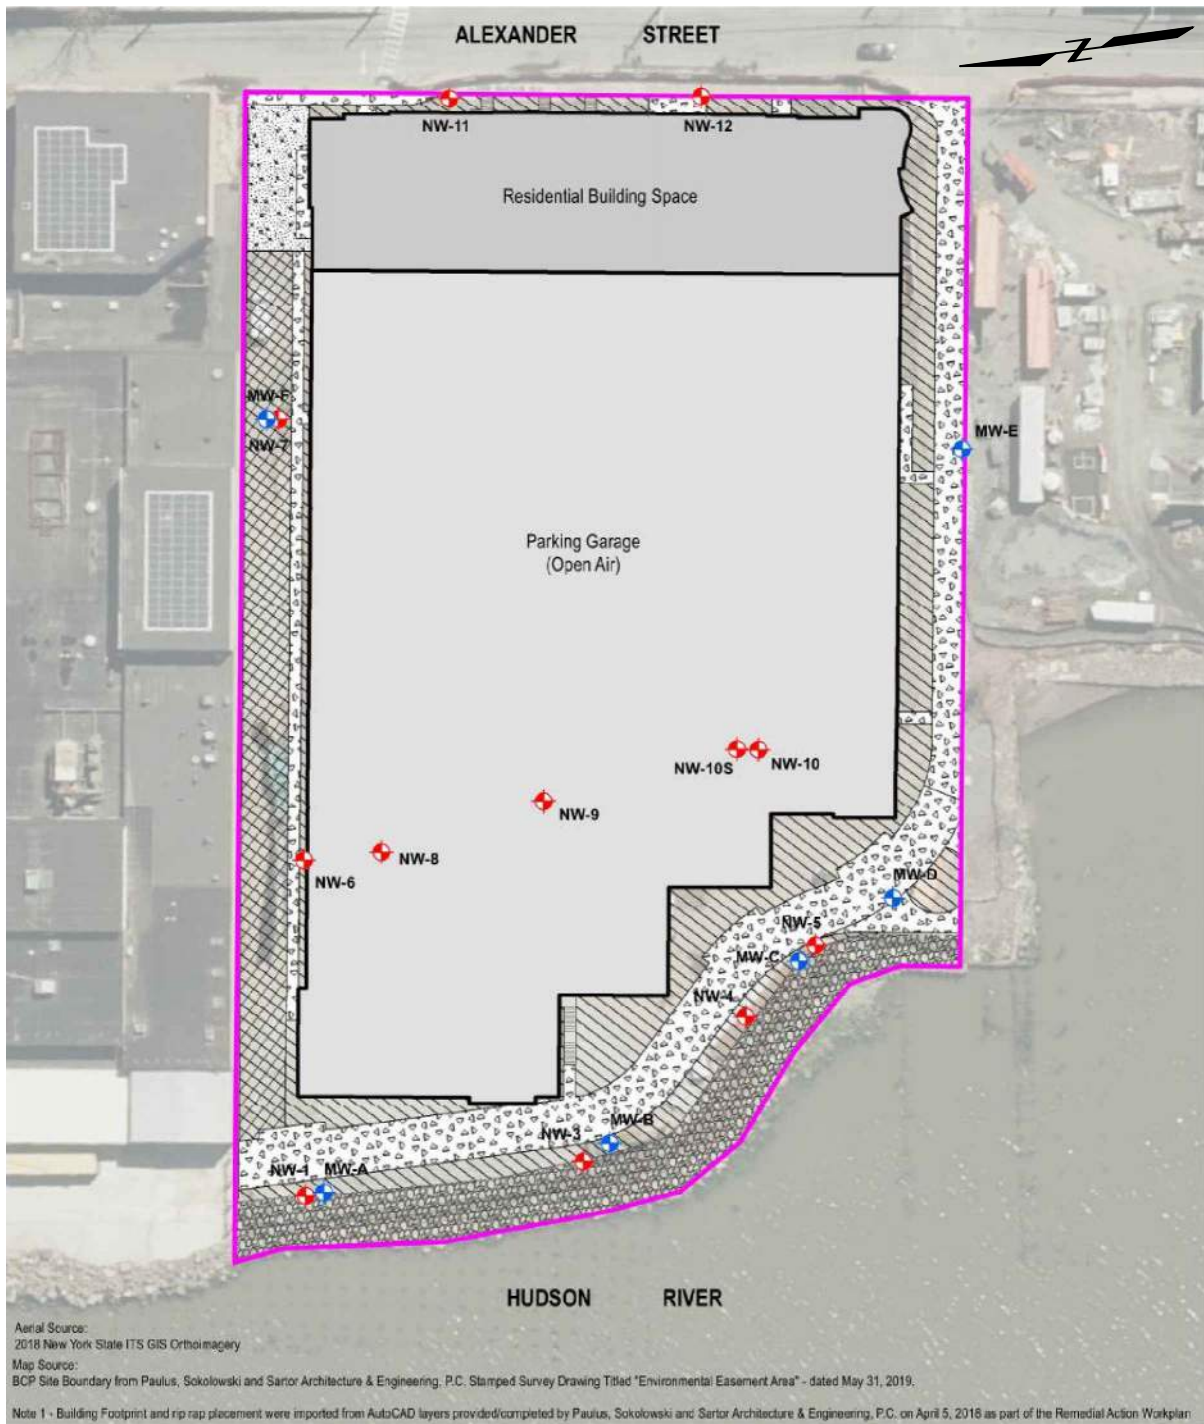 ALEXANDER STREET
Z
NW-11
NW-12
Residential Building Space
MW-F
NW-7
MW-E
Parking Garage
(Open Air)
NW-10S
NW-10
NW-9
NW-8
NW-6
MW-D
NW-5
MW-C
NW-4
MW-B
NW-3
NW-1
MW-A
HUDSON RIVER
Aerial Source:
2018 New York State ITS GIS Orthoimagery
Map Source:
BCP Site Boundary from Paulus, Sokolowski and Sartor Architecture & Engineering, P.C. Stamped Survey Drawing Titled "Environmental Easement Area" - dated May 31, 2019.
Note 1 - Building Footprint and rip rap placement were imported from AutoCAD layers provided/completed by Paulus, Sokolowski and Sartor Architecture & Engineering, P.C. on April 5, 2018 as part of the Remedial Action Workplan